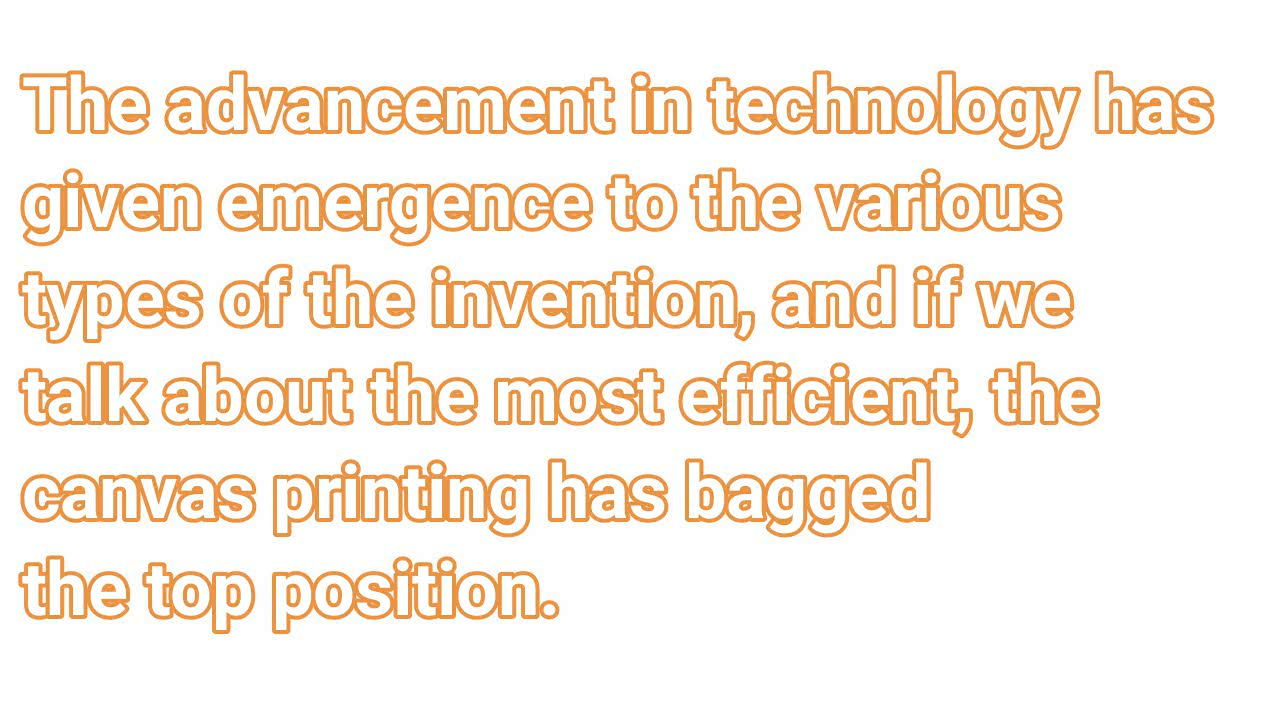 The advancement in technology has
given emergence to the various
types of the invention, and if we
talk about the most efficient, the
canvas printing has bagged
the top position.